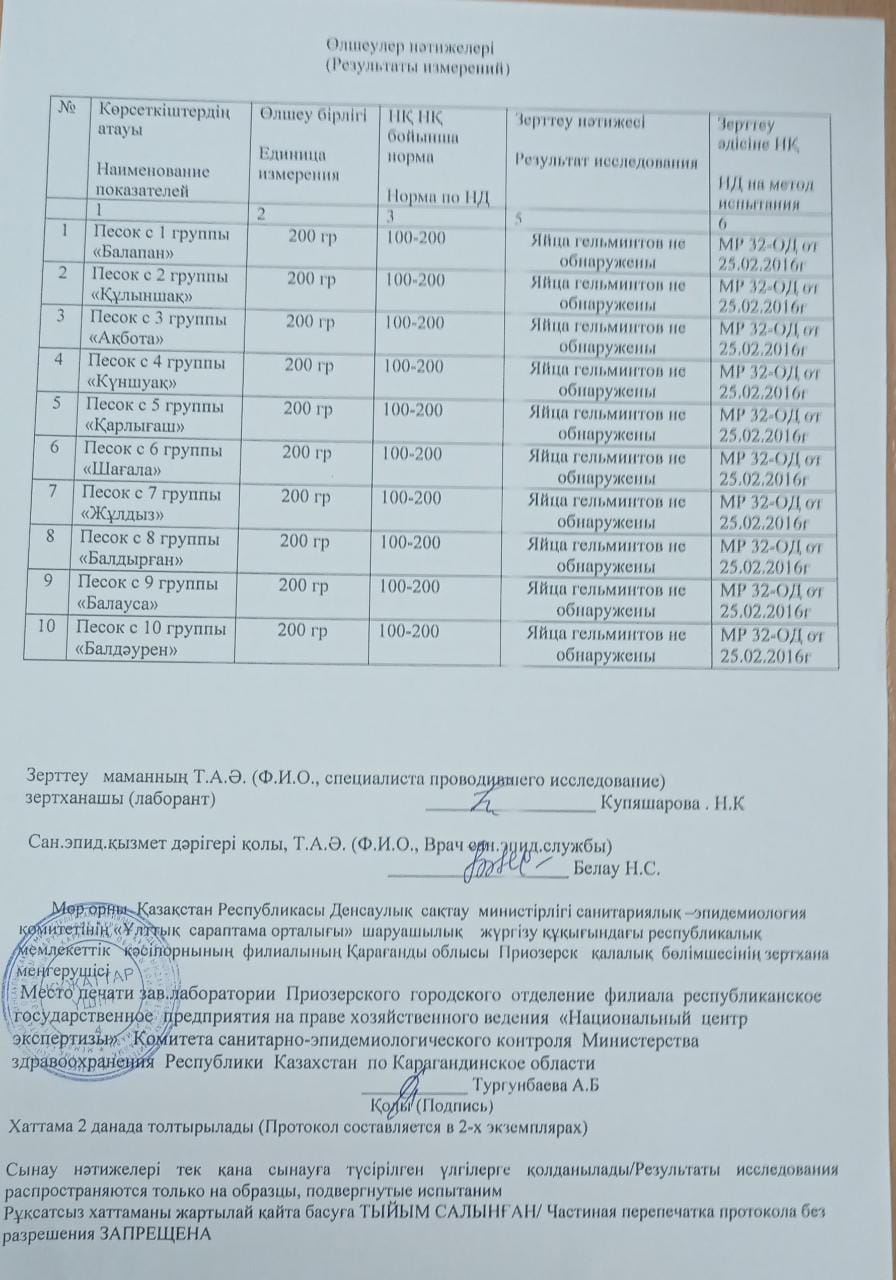 Өлшеулер нәтижелері
(Результаты измерений)
№ Көрсеткіштердің атауы Наименование показателей Өлшеу бірлігі Единица измерения НҚ НҚ бойынша норма Норма по НД Зерттеу нәтижесі Результат исследования Зерттеу әдісіне НҚ НД на метод испытания
1 2 3 5 6
1 Песок с 1 группы 200 гр 100-200 Яйца гельминтов не МР 32-ОД от
«Балапан» обнаружены 25.02.2016г
2 Песок с 2 группы 200 гр 100-200 Яйца гельминтов не МР 32-ОД от
«Құлыншақ» обнаружены 25.02.2016г
3 Песок с 3 группы 200 гр 100-200 Яйца гельминтов не МР 32-ОД от
«Ақбота» обнаружены 25.02.2016г
4 Песок с 4 группы 200 гр 100-200 Яйца гельминтов не МР 32-ОД от
«Күншуақ» обнаружены 25.02.2016г
5 Песок с 5 группы 200 гр 100-200 Яйца гельминтов не МР 32-ОД от
«Қарлығаш» обнаружены 25.02.2016г
6 Песок с 6 группы 200 гр 100-200 Яйца гельминтов не МР 32-ОД от
«Шағала» обнаружены 25.02.2016г
7 Песок с 7 группы 200 гр 100-200 Яйца гельминтов не МР 32-ОД от
«Жұлдыз» обнаружены 25.02.2016г
8 Песок с 8 группы 200 гр 100-200 Яйца гельминтов не МР 32-ОД от
«Балдырған» обнаружены 25.02.2016г
9 Песок с 9 группы 200 гр 100-200 Яйца гельминтов не МР 32-ОД от
«Балауса» обнаружены 25.02.2016г
10 Песок с 10 группы 200 гр 100-200 Яйца гельминтов не МР 32-ОД от
«Балдәурен» обнаружены 25.02.2016г
Зерттеу маманның Т.А.Ә. (Ф.И.О., специалиста проводившего исследование)
зертханашы (лаборант) Купяшарова . Н.К
Сан.эпид.қызмет дәрігері қолы, Т.А.Ә. (Ф.И.О., Врач сан.эпид.службы)
Белау Н.С.
Мөр орны Қазақстан Республикасы Денсаулық сақтау министірлігі санитариялық –эпидемиология
комитетінің «Ұлттық сараптама орталығы» шаруашылық жүргізу құқығындағы республикалық
мемлекеттік кәсіпорнының филиалының Қарағанды облысы Приозерск қалалық бөлімшесінің зертхана
меңгерушісі
Место печати зав.лаборатории Приозерского городского отделение филиала республиканское
государственное предприятия на праве хозяйственного ведения «Национальный центр
экспертизы» Комитета санитарно-эпидемиологического контроля Министерства
здравоохранения Республики Казахстан по Карагандинское области
Тургунбаева А.Б
Қолы (Подпись)
Хаттама 2 данада толтырылады (Протокол составляется в 2-х экземплярах)
Сынау нәтижелері тек қана сынауға түсірілген үлгілерге қолданылады/Результаты исследования
распространяются только на образцы, подвергнутые испытаним
Рұқсатсыз хаттаманы жартылай қайта басуға ТЫЙЫМ САЛЫНҒАН/ Частиная перепечатка протокола без
разрешения ЗАПРЕЩЕНА
ҚҰЖАТТАР
ҮШІН
4